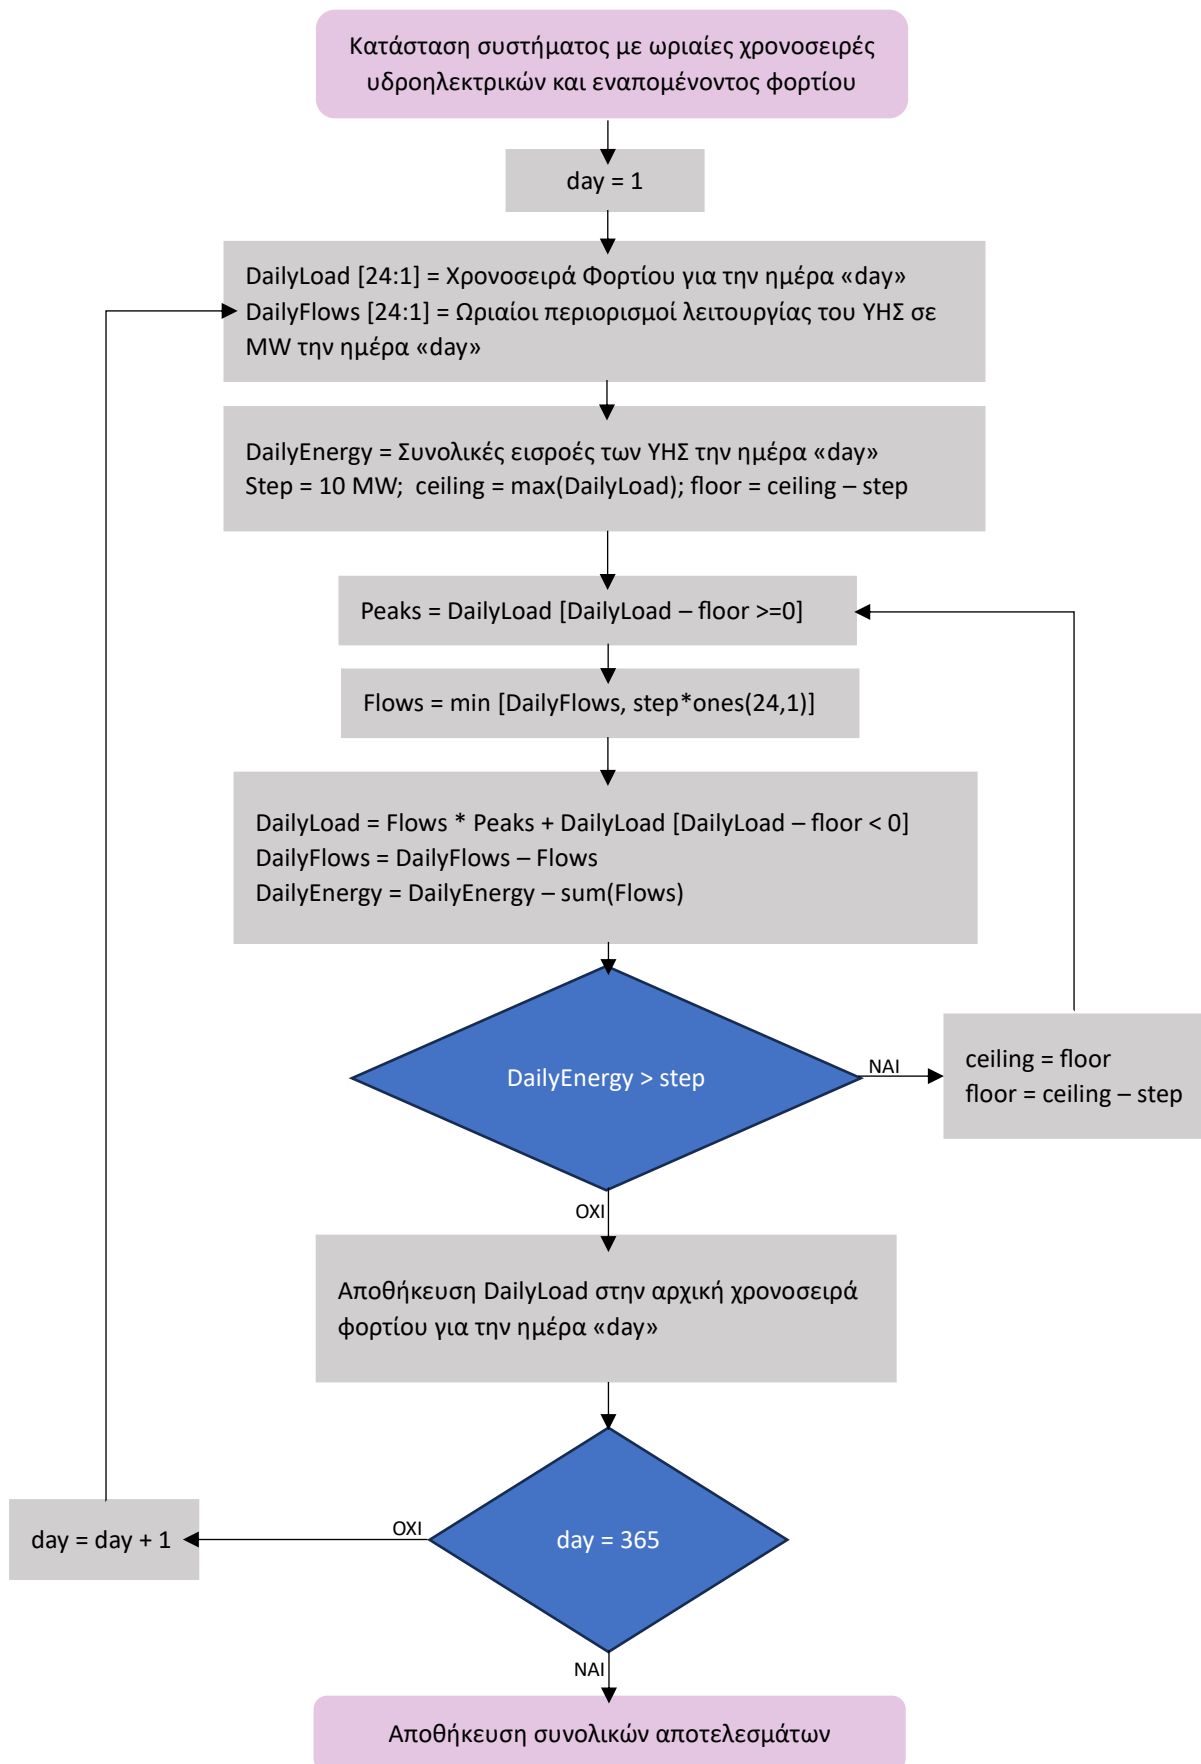 Κατάσταση συστήματος με ωριαίες χρονοσειρές
υδροηλεκτρικών και εναπομένοντος φορτίου
day = 1
DailyLoad [24:1] = Χρονοσειρά Φορτίου για την ημέρα «day»
DailyFlows [24:1] = Ωριαίοι περιορισμοί λειτουργίας του ΥΗΣ σε
MW την ημέρα «day»
DailyEnergy = Συνολικές εισροές των ΥΗΣ την ημέρα «day»
Step = 10 MW;  ceiling = max(DailyLoad); floor = ceiling – step
Peaks = DailyLoad [DailyLoad – floor >=0]
Flows = min [DailyFlows, step*ones(24,1)]
DailyLoad = Flows * Peaks + DailyLoad [DailyLoad – floor < 0]
DailyFlows = DailyFlows – Flows
DailyEnergy = DailyEnergy – sum(Flows)
DailyEnergy > step
ΝΑΙ
ceiling = floor
floor = ceiling – step
ΟΧΙ
Αποθήκευση DailyLoad στην αρχική χρονοσειρά
φορτίου για την ημέρα «day»
day = 365
ΟΧΙ
day = day + 1
ΝΑΙ
Αποθήκευση συνολικών αποτελεσμάτων